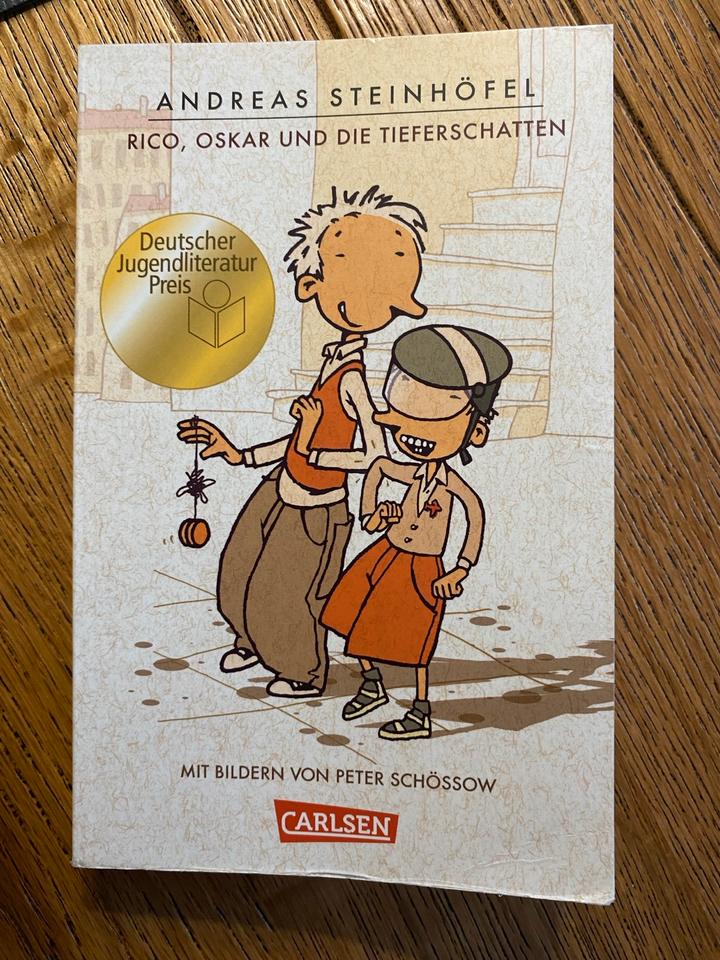 ANDREAS STEINHÖFEL
RICO, OSKAR UND DIE TIEFERSCHATTEN
Deutscher
Jugendliteratur
Preis
MIT BILDERN VON PETER SCHÖSSOW
CARLSEN